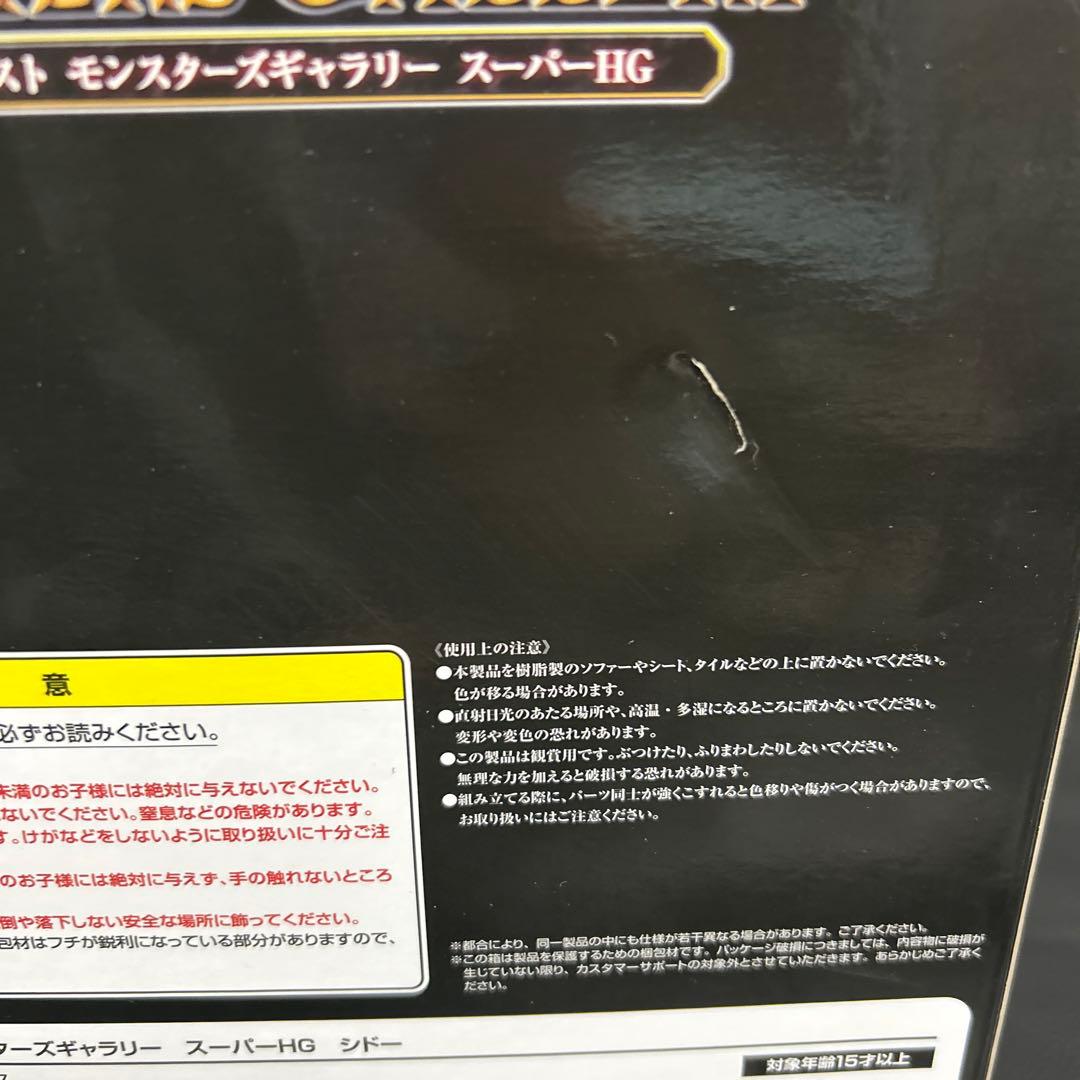 スト モンスターズギャラリー スーパーHG
意
必ずお読みください。
未満のお子様には絶対に与えないでください。
ないでください。窒息などの危険があります。
す。けがなどをしないように取り扱いに十分ご注
のお子様には絶対に与えず、手の触れないところ
倒や落下しない安全な場所に飾ってください。
包材はフチが鋭利になっている部分がありますので、
《使用上の注意》
●本製品を樹脂製のソファーやシート、タイルなどの上に置かないでください。
色が移る場合があります。
●直射日光のあたる場所や、高温・多湿になるところに置かないでください。
変形や変色の恐れがあります。
●この製品は観賞用です。ぶつけたり、ふりまわしたりしないでください。
無理な力を加えると破損する恐れがあります。
●組み立てる際に、パーツ同士が強くこすれると色移りや傷がつく場合がありますので、
お取り扱いにはご注意ください。
※都合により、同一製品の中にも仕様が若干異なる場合があります。ご了承ください。
※この箱は製品を保護するための梱包材です。パッケージ破損につきましては、内容物に破損が
生じていない限り、カスタマーサポートの対象外とさせていただきます。あらかじめご了承く
ださい。
ターズギャラリー スーパーHG シドー
対象年齢15才以上